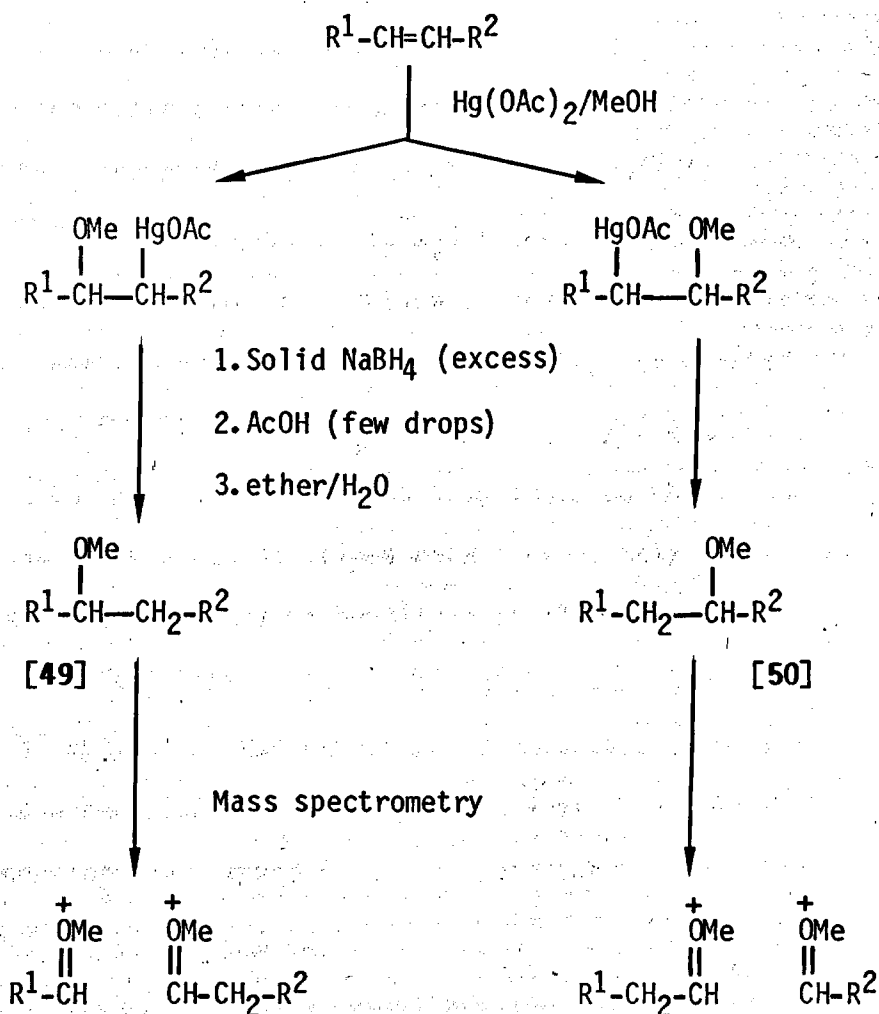 R1-CH=CH-R2
Hg(OAc)2/MeOH
OMe HgOAc HgOAc OMe
R1-CH—CH-R2 R1-CH—CH-R2
1.Solid NaBH4 (excess)
2.AcOH (few drops)
3.ether/H2O
OMe OMe
R1-CH—CH2-R2 R1-CH2—CH-R2
[49] [50]
Mass spectrometry
+ + + +
OMe OMe OMe OMe
R1-CH CH-CH2-R2 R1-CH2-CH CH-R2